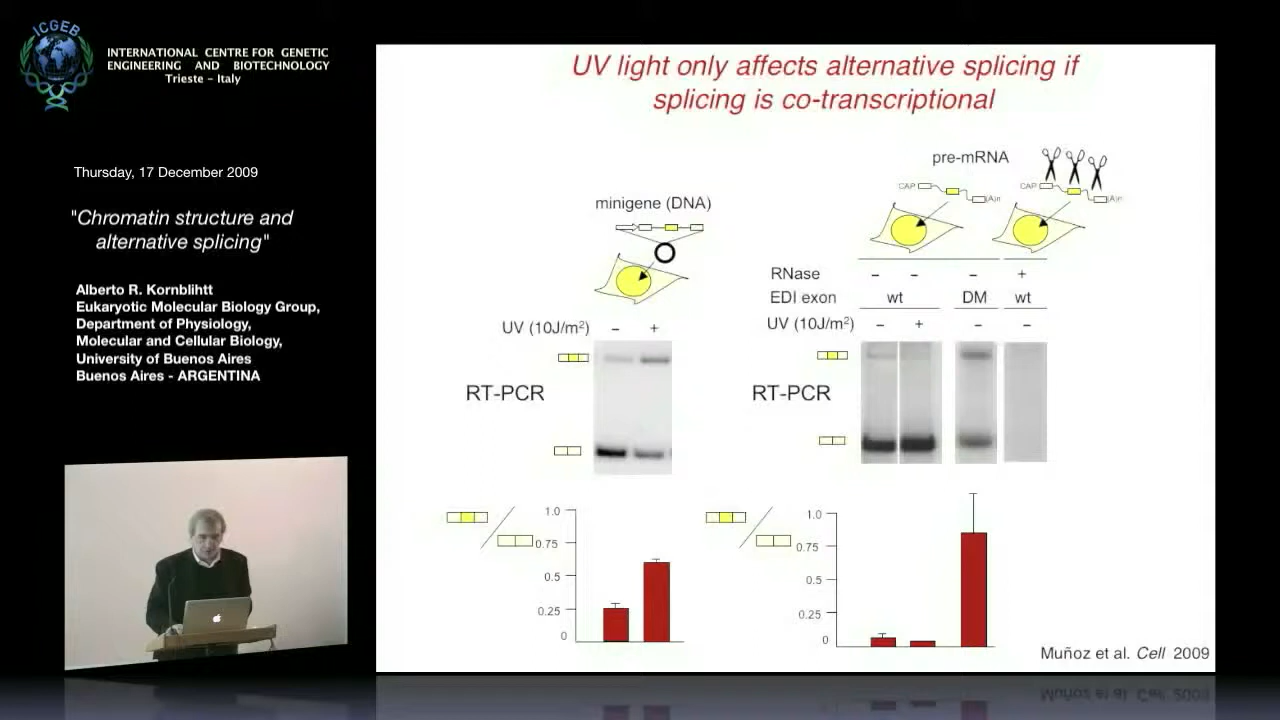 ICGEB
INTERNATIONAL CENTRE FOR GENETIC
ENGINEERING AND BIOTECHNOLOGY
Trieste - Italy
Thursday, 17 December 2009
"Chromatin structure and
alternative splicing"
Alberto R. Kornblihtt
Eukaryotic Molecular Biology Group,
Department of Physiology,
Molecular and Cellular Biology,
University of Buenos Aires
Buenos Aires - ARGENTINA
UV light only affects alternative splicing if
splicing is co-transcriptional
minigene (DNA)
UV (10J/m²) – +
RT-PCR
1.0
0.75
0.5
0.25
0
pre-mRNA
CAP (A)n CAP (A)n
RNase – – – +
EDI exon wt DM wt
UV (10J/m²) – + – –
RT-PCR
1.0
0.75
0.5
0.25
0
Muñoz et al. Cell 2009